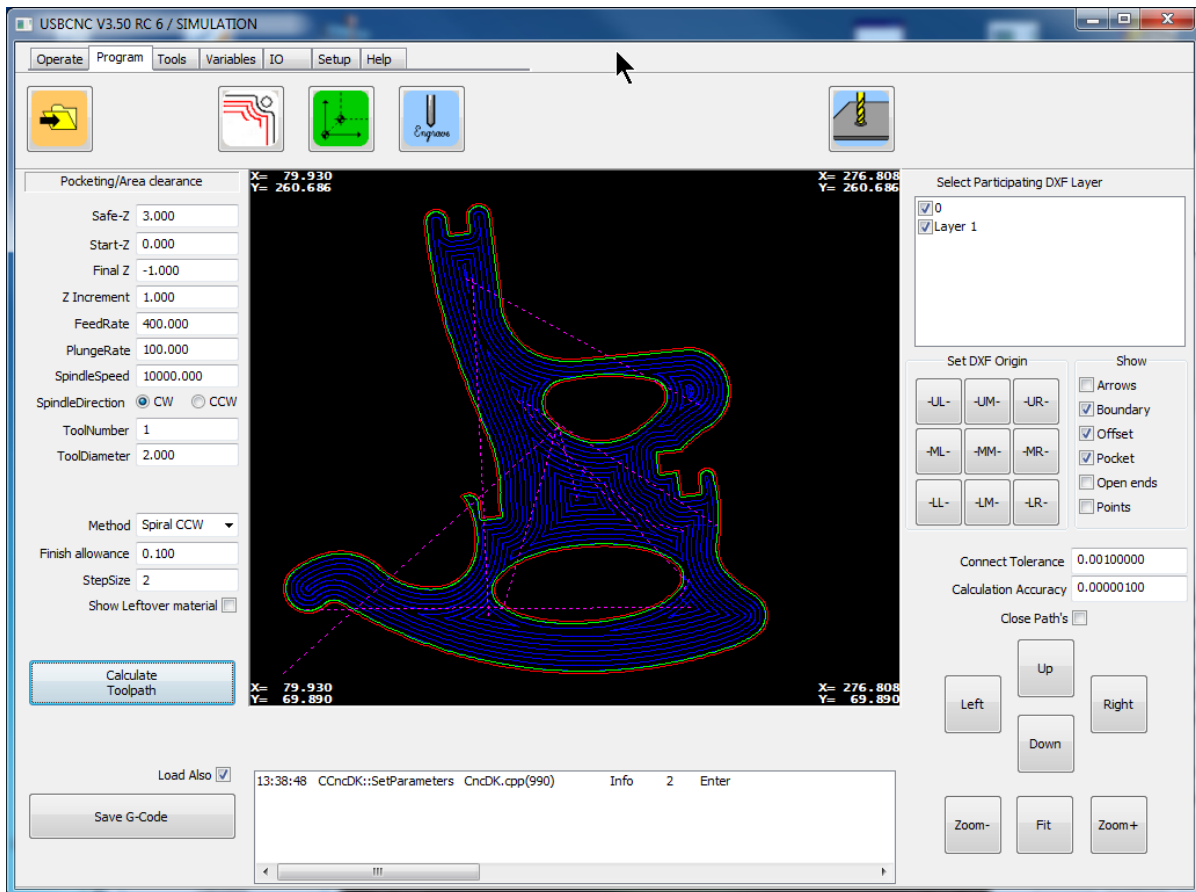 USBCNC V3.50 RC 6 / SIMULATION
Operate Program Tools Variables IO Setup Help
Engrave
Pocketing/Area clearance
Safe-Z 3.000
Start-Z 0.000
Final Z -1.000
Z Increment 1.000
FeedRate 400.000
PlungeRate 100.000
SpindleSpeed 10000.000
SpindleDirection CW CCW
ToolNumber 1
ToolDiameter 2.000
Method Spiral CCW
Finish allowance 0.100
StepSize 2
Show Leftover material
Calculate
Toolpath
Load Also
Save G-Code
X= 79.930
Y= 260.686
X= 276.808
Y= 260.686
X= 79.930
Y= 69.890
X= 276.808
Y= 69.890
13:38:48 CCncDK::SetParameters CncDK.cpp(990) Info 2 Enter
Select Participating DXF Layer
0
Layer 1
Set DXF Origin
-UL- -UM- -UR-
-ML- -MM- -MR-
-LL- -LM- -LR-
Show
Arrows
Boundary
Offset
Pocket
Open ends
Points
Connect Tolerance 0.00100000
Calculation Accuracy 0.00000100
Close Path's
Up
Left Right
Down
Zoom- Fit Zoom+